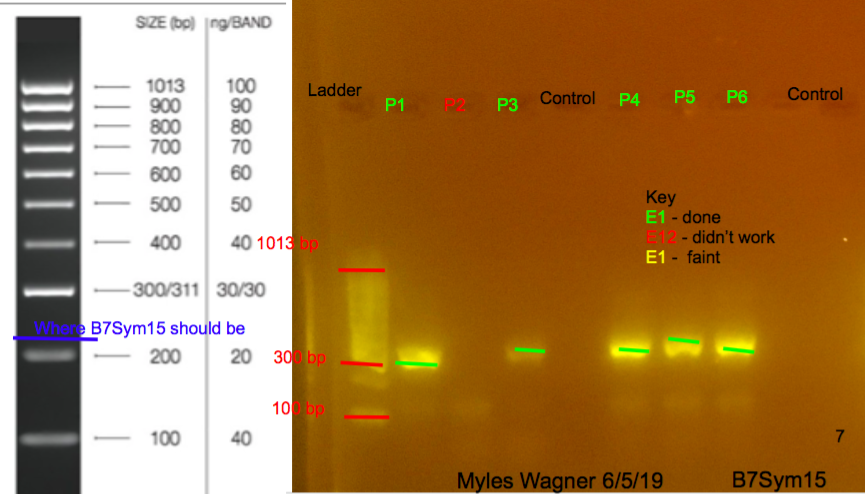 SIZE (bp) ng/BAND
1013 100
900 90
800 80
700 70
600 60
500 50
400 40
300/311 30/30
Where B7Sym15 should be
200 20
100 40
Ladder P1 P2 P3 Control P4 P5 P6 Control
Key
E1 - done
E12 - didn't work
E1 - faint
1013 bp
300 bp
100 bp
7
Myles Wagner 6/5/19 B7Sym15